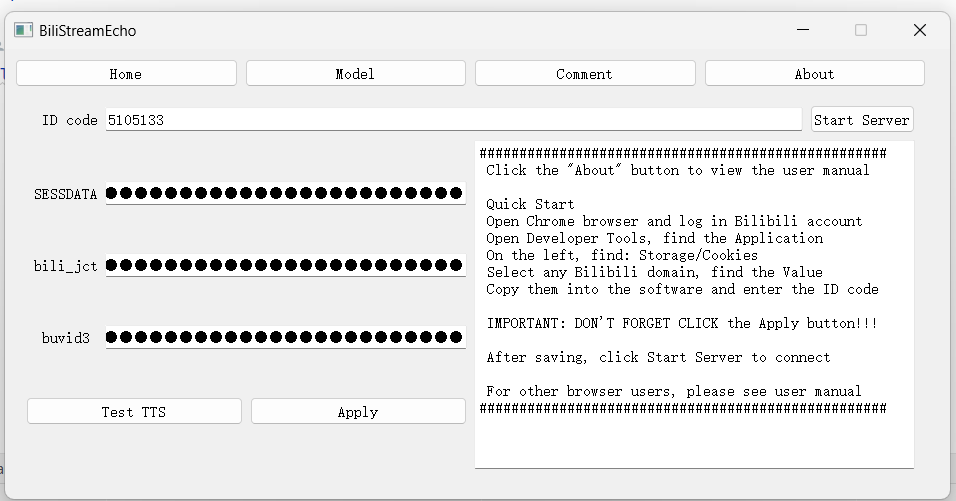 BiliStreamEcho
Home
Model
Comment
About
ID code
5105133
Start Server
SESSDATA
●●●●●●●●●●●●●●●●●●●●●●●●
bili_jct
●●●●●●●●●●●●●●●●●●●●●●●●
buvid3
●●●●●●●●●●●●●●●●●●●●●●●●
Test TTS
Apply
###################################################
Click the "About" button to view the user manual
Quick Start
Open Chrome browser and log in Bilibili account
Open Developer Tools, find the Application
On the left, find: Storage/Cookies
Select any Bilibili domain, find the Value
Copy them into the software and enter the ID code
IMPORTANT: DON'T FORGET CLICK the Apply button!!!
After saving, click Start Server to connect
For other browser users, please see user manual
###################################################